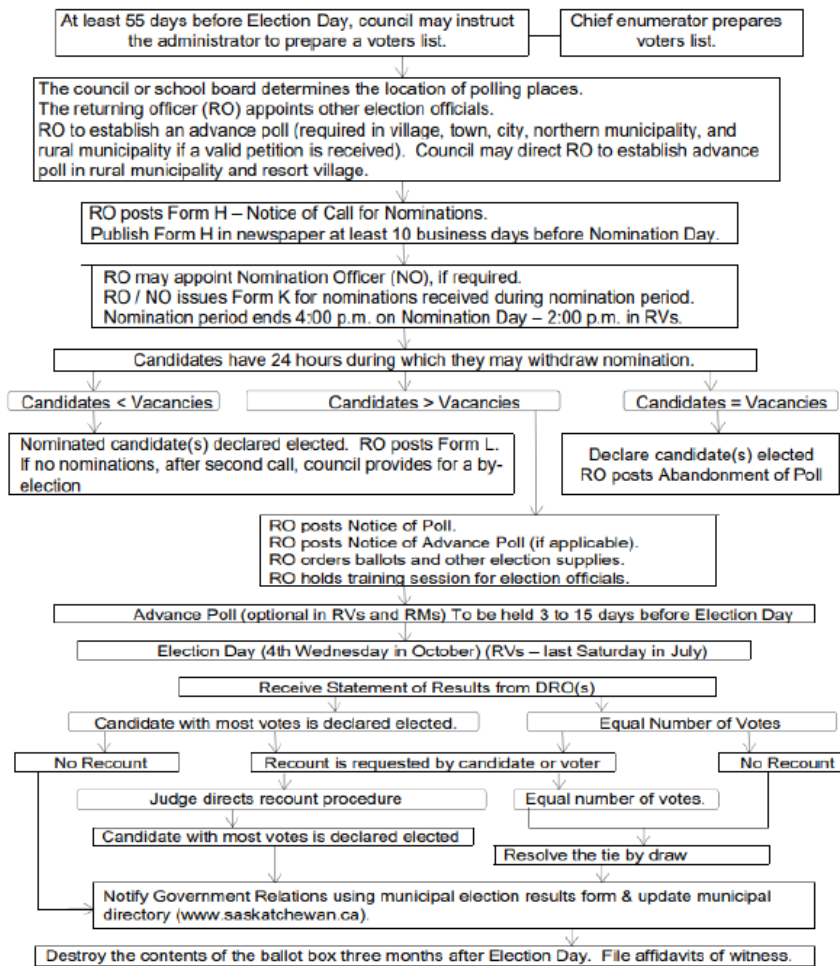 At least 55 days before Election Day, council may instruct
the administrator to prepare a voters list.
Chief enumerator prepares
voters list.
The council or school board determines the location of polling places.
The returning officer (RO) appoints other election officials.
RO to establish an advance poll (required in village, town, city, northern municipality, and
rural municipality if a valid petition is received). Council may direct RO to establish advance
poll in rural municipality and resort village.
RO posts Form H – Notice of Call for Nominations.
Publish Form H in newspaper at least 10 business days before Nomination Day.
RO may appoint Nomination Officer (NO), if required.
RO / NO issues Form K for nominations received during nomination period.
Nomination period ends 4:00 p.m. on Nomination Day – 2:00 p.m. in RVs.
Candidates have 24 hours during which they may withdraw nomination.
Candidates < Vacancies
Candidates > Vacancies
Candidates = Vacancies
Nominated candidate(s) declared elected. RO posts Form L.
If no nominations, after second call, council provides for a by-
election
Declare candidate(s) elected
RO posts Abandonment of Poll
RO posts Notice of Poll.
RO posts Notice of Advance Poll (if applicable).
RO orders ballots and other election supplies.
RO holds training session for election officials.
Advance Poll (optional in RVs and RMs) To be held 3 to 15 days before Election Day
Election Day (4th Wednesday in October) (RVs – last Saturday in July)
Receive Statement of Results from DRO(s)
Candidate with most votes is declared elected.
Equal Number of Votes
No Recount
Recount is requested by candidate or voter
No Recount
Judge directs recount procedure
Equal number of votes.
Candidate with most votes is declared elected
Resolve the tie by draw
Notify Government Relations using municipal election results form & update municipal
directory (www.saskatchewan.ca).
Destroy the contents of the ballot box three months after Election Day. File affidavits of witness.